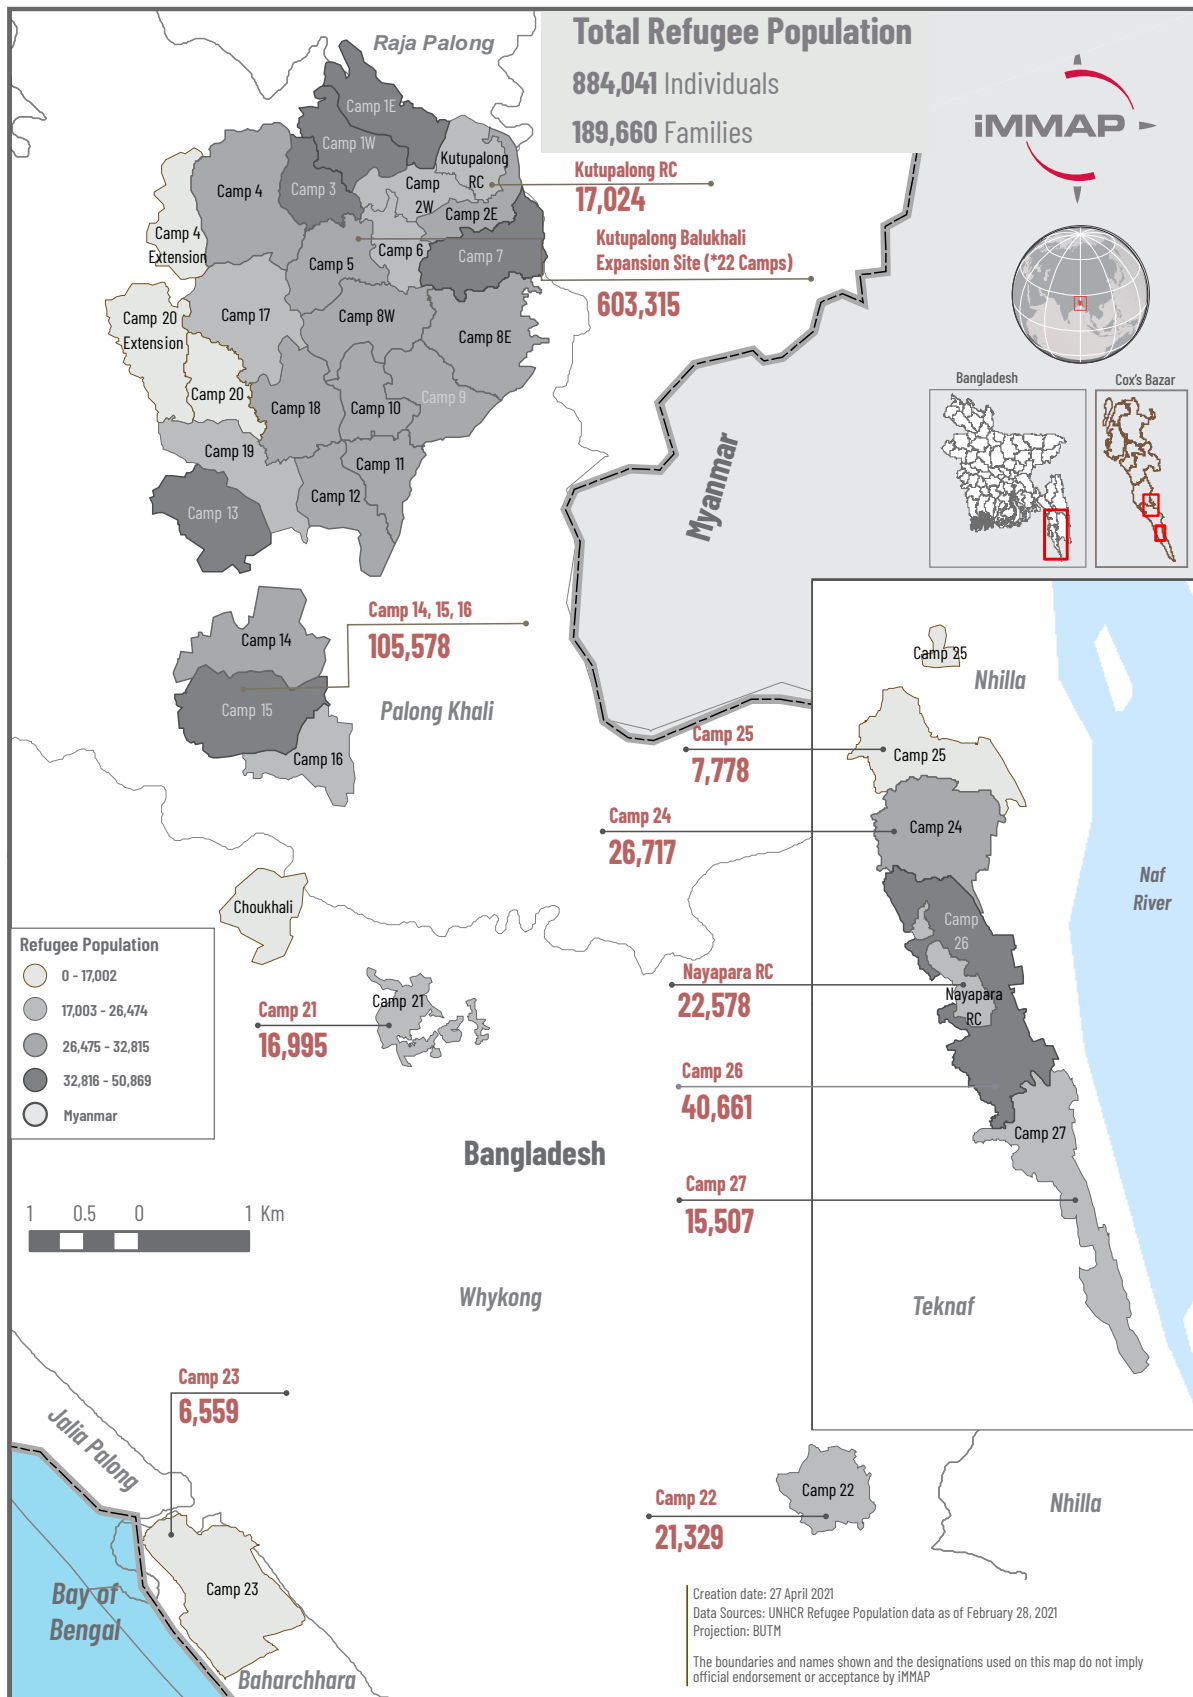 Raja Palong
Total Refugee Population
884,041 Individuals
189,660 Families
iMMAP
Camp 1E
Camp 1W
Kutupalong
RC
Camp 4
Camp 3
Camp
2W
Camp 2E
Kutupalong RC
17,024
Camp 4
Extension
Camp 5
Camp 6
Camp 7
Kutupalong Balukhali
Expansion Site (*22 Camps)
603,315
Camp 20
Extension
Camp 17
Camp 8W
Camp 8E
Camp 20
Camp 18
Camp 10
Camp 9
Camp 19
Camp 11
Camp 12
Camp 13
Bangladesh
Cox's Bazar
Myanmar
Camp 14, 15, 16
105,578
Camp 14
Camp 15
Camp 16
Palong Khali
Camp 25
Nhilla
Camp 25
7,778
Camp 25
Camp 24
26,717
Camp 24
Naf
River
Choukhali
Camp
26
Refugee Population
0 - 17,002
17,003 - 26,474
26,475 - 32,815
32,816 - 50,869
Myanmar
Camp 21
Camp 21
16,995
Nayapara RC
22,578
Nayapara
RC
Camp 26
40,661
Camp 27
Bangladesh
Camp 27
15,507
1 0.5 0 1 Km
Whykong
Teknaf
Camp 23
6,559
Jalia Palong
Camp 22
Camp 22
21,329
Nhilla
Camp 23
Bay of
Bengal
Baharchhara
Creation date: 27 April 2021
Data Sources: UNHCR Refugee Population data as of February 28, 2021
Projection: BUTM
The boundaries and names shown and the designations used on this map do not imply
official endorsement or acceptance by iMMAP